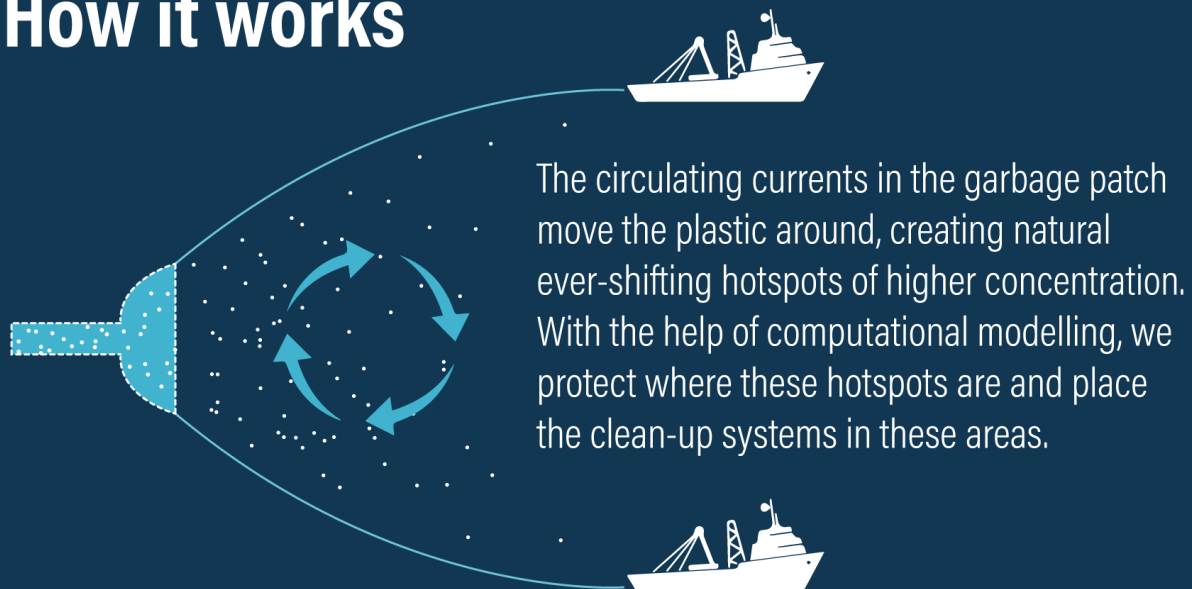 How it works
The circulating currents in the garbage patch
move the plastic around, creating natural
ever-shifting hotspots of higher concentration.
With the help of computational modelling, we
protect where these hotspots are and place
the clean-up systems in these areas.